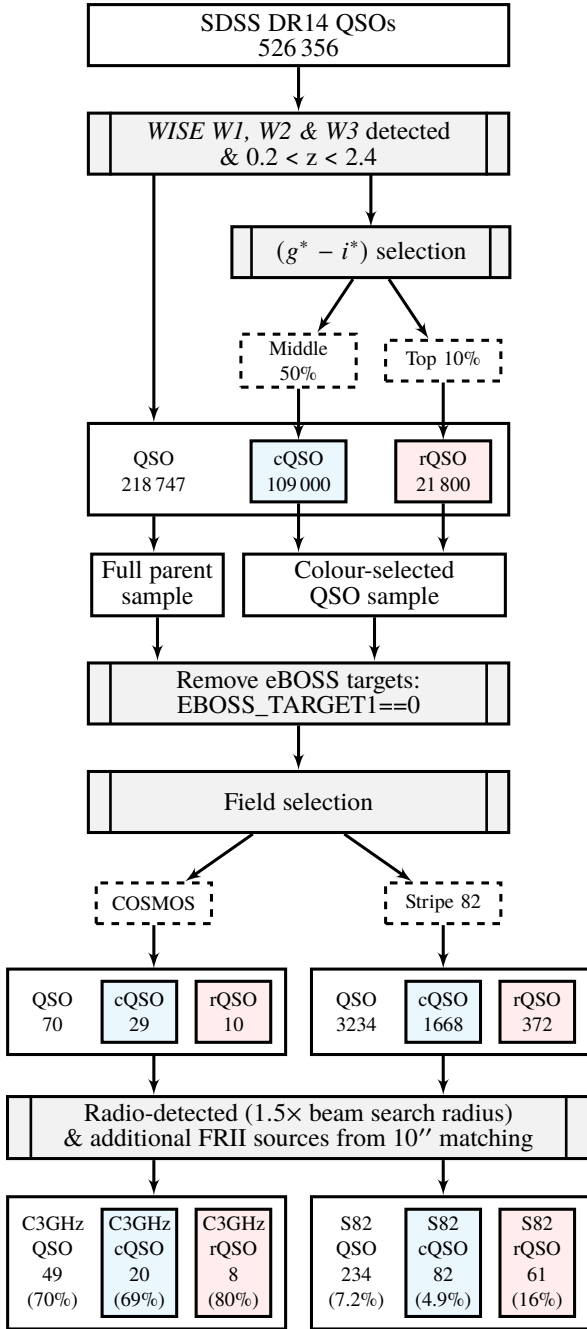 SDSS DR14 QSOs
526 356
WISE W1, W2 & W3 detected
& 0.2 < z < 2.4
(g* − i*) selection
Middle
50%
Top 10%
QSO
218 747
cQSO
109 000
rQSO
21 800
Full parent
sample
Colour-selected
QSO sample
Remove eBOSS targets:
EBOSS_TARGET1==0
Field selection
COSMOS
Stripe 82
QSO
70
cQSO
29
rQSO
10
QSO
3234
cQSO
1668
rQSO
372
Radio-detected (1.5× beam search radius)
& additional FRII sources from 10′′ matching
C3GHz
QSO
49
(70%)
C3GHz
cQSO
20
(69%)
C3GHz
rQSO
8
(80%)
S82
QSO
234
(7.2%)
S82
cQSO
82
(4.9%)
S82
rQSO
61
(16%)